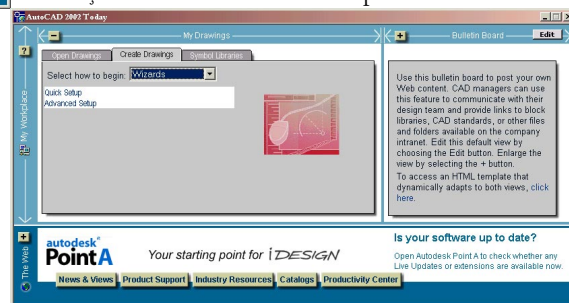 AutoCAD 2002 Today
My Drawings
Bulletin Board
Edit
?
My Workplace
Open Drawings
Create Drawings
Symbol Libraries
Select how to begin: Wizards
Quick Setup
Advanced Setup
Use this bulletin board to post your own
Web content. CAD managers can use
this feature to communicate with their
design team and provide links to block
libraries, CAD standards, or other files
and folders available on the company
intranet. Edit this default view by
choosing the Edit button. Enlarge the
view by selecting the + button.
To access an HTML template that
dynamically adapts to both views, click
here.
The Web
autodesk®
Point A
Your starting point for iDESIGN
News & Views
Product Support
Industry Resources
Catalogs
Productivity Center
Is your software up to date?
Open Autodesk Point A to check whether any
Live Updates or extensions are available now.